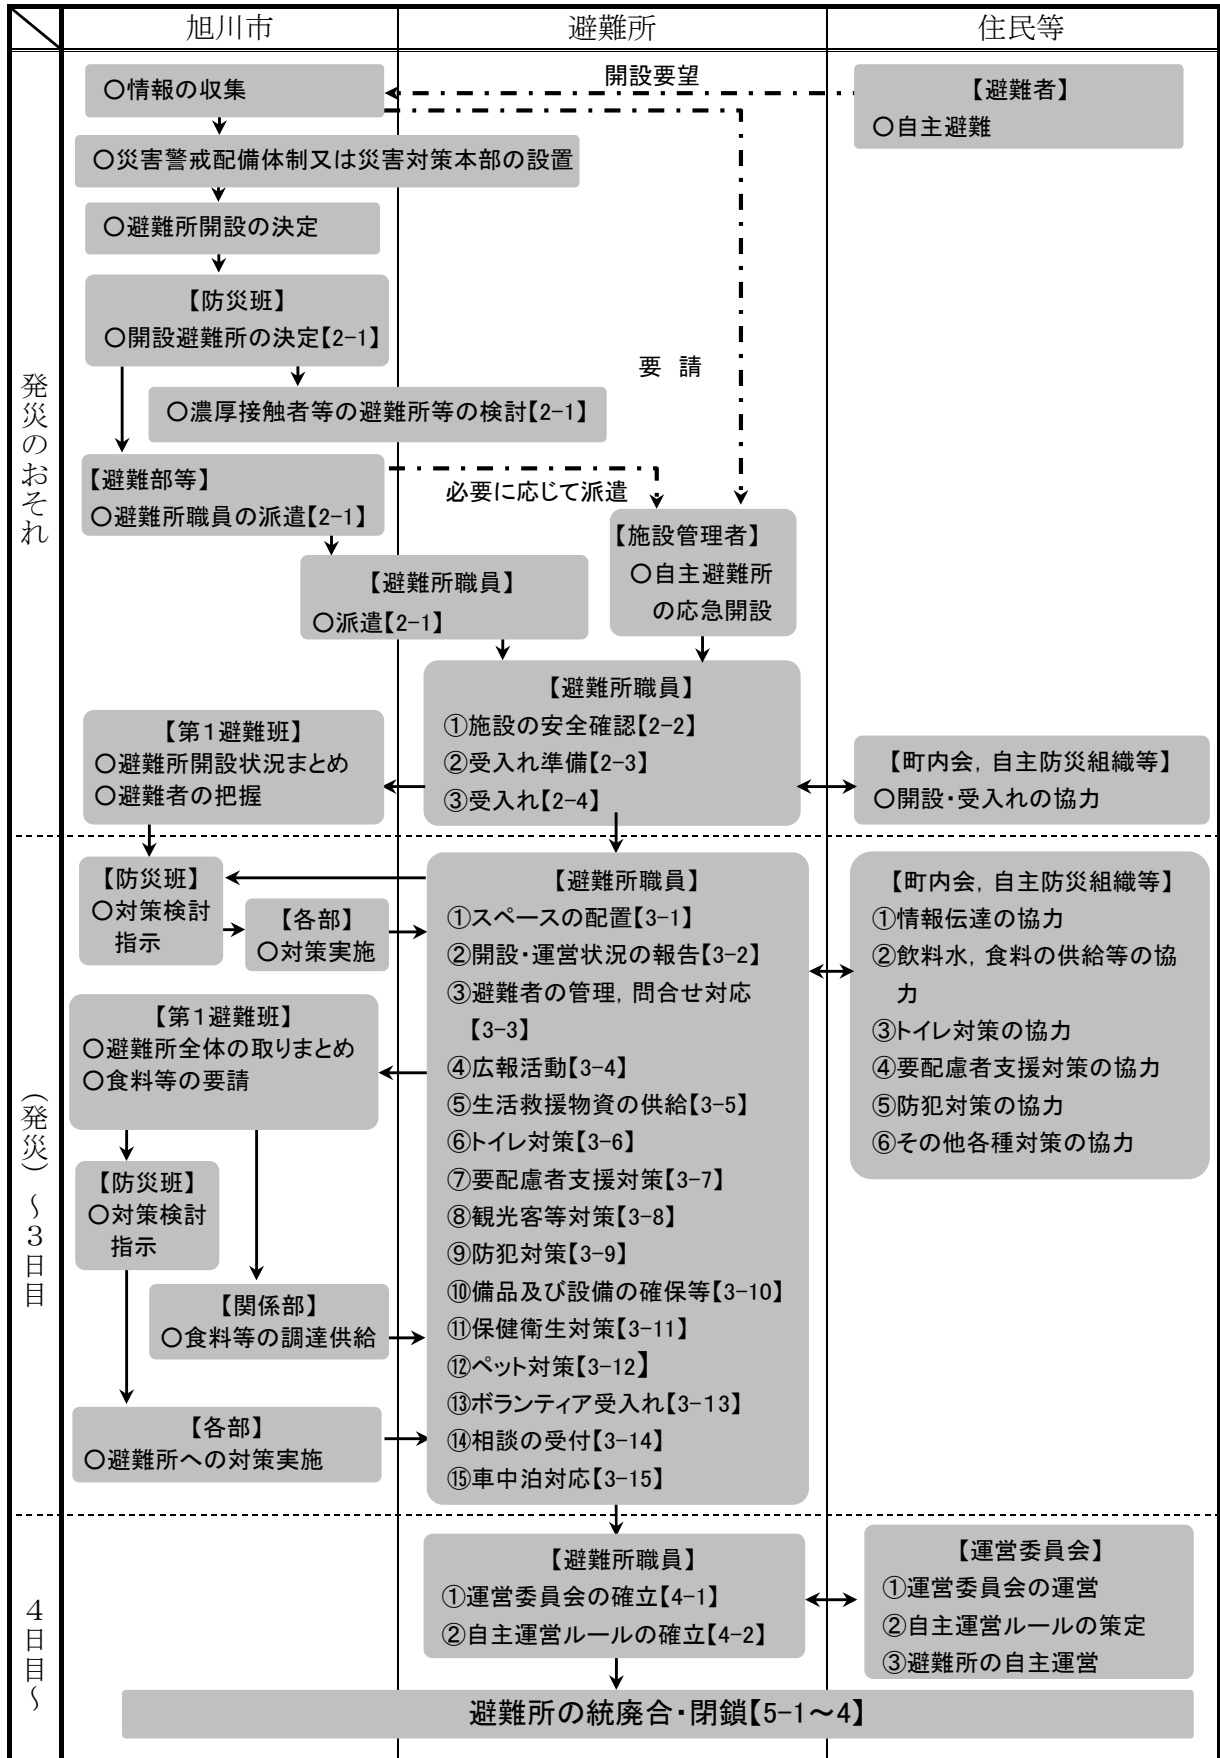 旭川市
避難所
住民等
発災のおそれ
○情報の収集
開設要望
【避難者】
○自主避難
○災害警戒配備体制又は災害対策本部の設置
○避難所開設の決定
【防災班】
○開設避難所の決定【2-1】
要 請
○濃厚接触者等の避難所等の検討【2-1】
【避難部等】
○避難所職員の派遣【2-1】
必要に応じて派遣
【施設管理者】
○自主避難所
の応急開設
【避難所職員】
○派遣【2-1】
【避難所職員】
①施設の安全確認【2-2】
②受入れ準備【2-3】
③受入れ【2-4】
【第1避難班】
○避難所開設状況まとめ
○避難者の把握
【町内会, 自主防災組織等】
○開設・受入れの協力
(発災)~3日目
【防災班】
○対策検討
指示
【各部】
○対策実施
【第1避難班】
○避難所全体の取りまとめ
○食料等の要請
【防災班】
○対策検討
指示
【関係部】
○食料等の調達供給
【各部】
○避難所への対策実施
【避難所職員】
①スペースの配置【3-1】
②開設・運営状況の報告【3-2】
③避難者の管理, 問合せ対応
【3-3】
④広報活動【3-4】
⑤生活救援物資の供給【3-5】
⑥トイレ対策【3-6】
⑦要配慮者支援対策【3-7】
⑧観光客等対策【3-8】
⑨防犯対策【3-9】
⑩備品及び設備の確保等【3-10】
⑪保健衛生対策【3-11】
⑫ペット対策【3-12】
⑬ボランティア受入れ【3-13】
⑭相談の受付【3-14】
⑮車中泊対応【3-15】
【町内会, 自主防災組織等】
①情報伝達の協力
②飲料水, 食料の供給等の協
力
③トイレ対策の協力
④要配慮者支援対策の協力
⑤防犯対策の協力
⑥その他各種対策の協力
4日目~
【避難所職員】
①運営委員会の確立【4-1】
②自主運営ルールの確立【4-2】
【運営委員会】
①運営委員会の運営
②自主運営ルールの策定
③避難所の自主運営
避難所の統廃合・閉鎖【5-1~4】